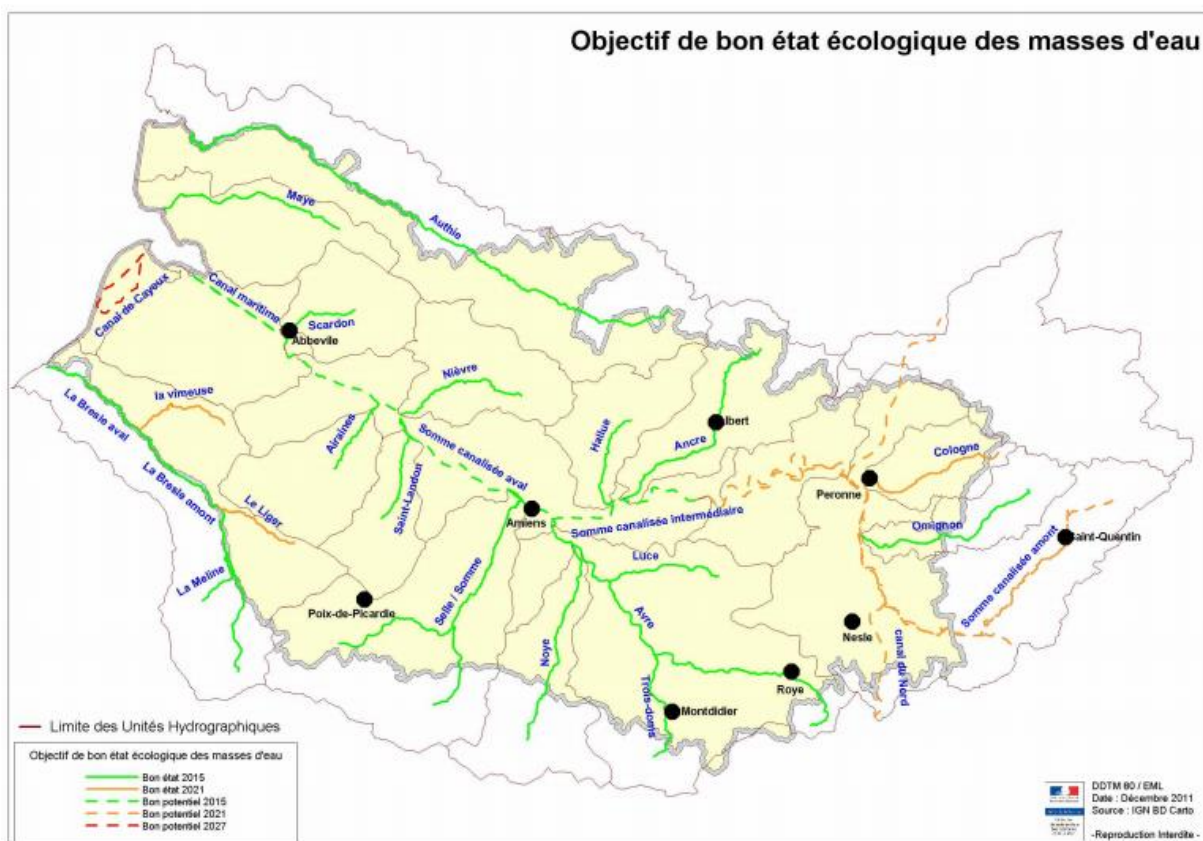 Objectif de bon état écologique des masses d'eau
Authie
Maye
Canal maritime
Canal de Cayeux
Scardon
Abbevile
Nièvre
la vimeuse
La Bresle aval
Airaines
Somme canalisée aval
Hallue
Ancre
lbert
Cologne
Peronne
La Bresle amont
Le Liger
Saint-Landon
Amiens
Somme canalisée intermédiaire
Omignon
Saint-Quentin
Somme canalisée amont
Luce
La Meline
Poix-de-Picardie
Selle / Somme
Noye
Avre
Nesle
canal du Nord
Roye
Trois-doms
Montdidier
Limite des Unités Hydrographiques
Objectif de bon état écologique des masses d'eau
Bon état 2015
Bon état 2021
Bon potentiel 2015
Bon potentiel 2021
Bon potentiel 2027
DDTM 80 / EML
Date : Décembre 2011
Source : IGN BD Carto
-Reproduction Interdite -